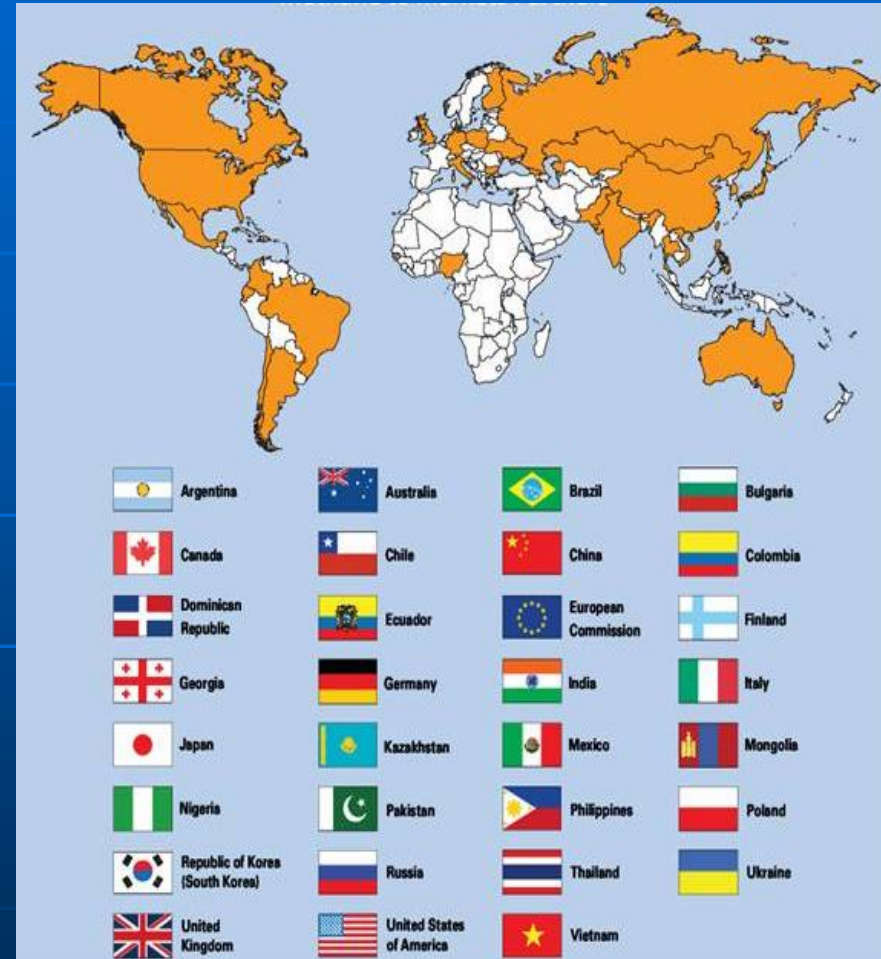 Argentina
Australia
Brazil
Bulgaria
Canada
Chile
China
Colombia
Dominican
Republic
Ecuador
European
Commission
Finland
Georgia
Germany
India
Italy
Japan
Kazakhstan
Mexico
Mongolia
Nigeria
Pakistan
Philippines
Poland
Republic of Korea
(South Korea)
Russia
Thailand
Ukraine
United
Kingdom
United States
of America
Vietnam